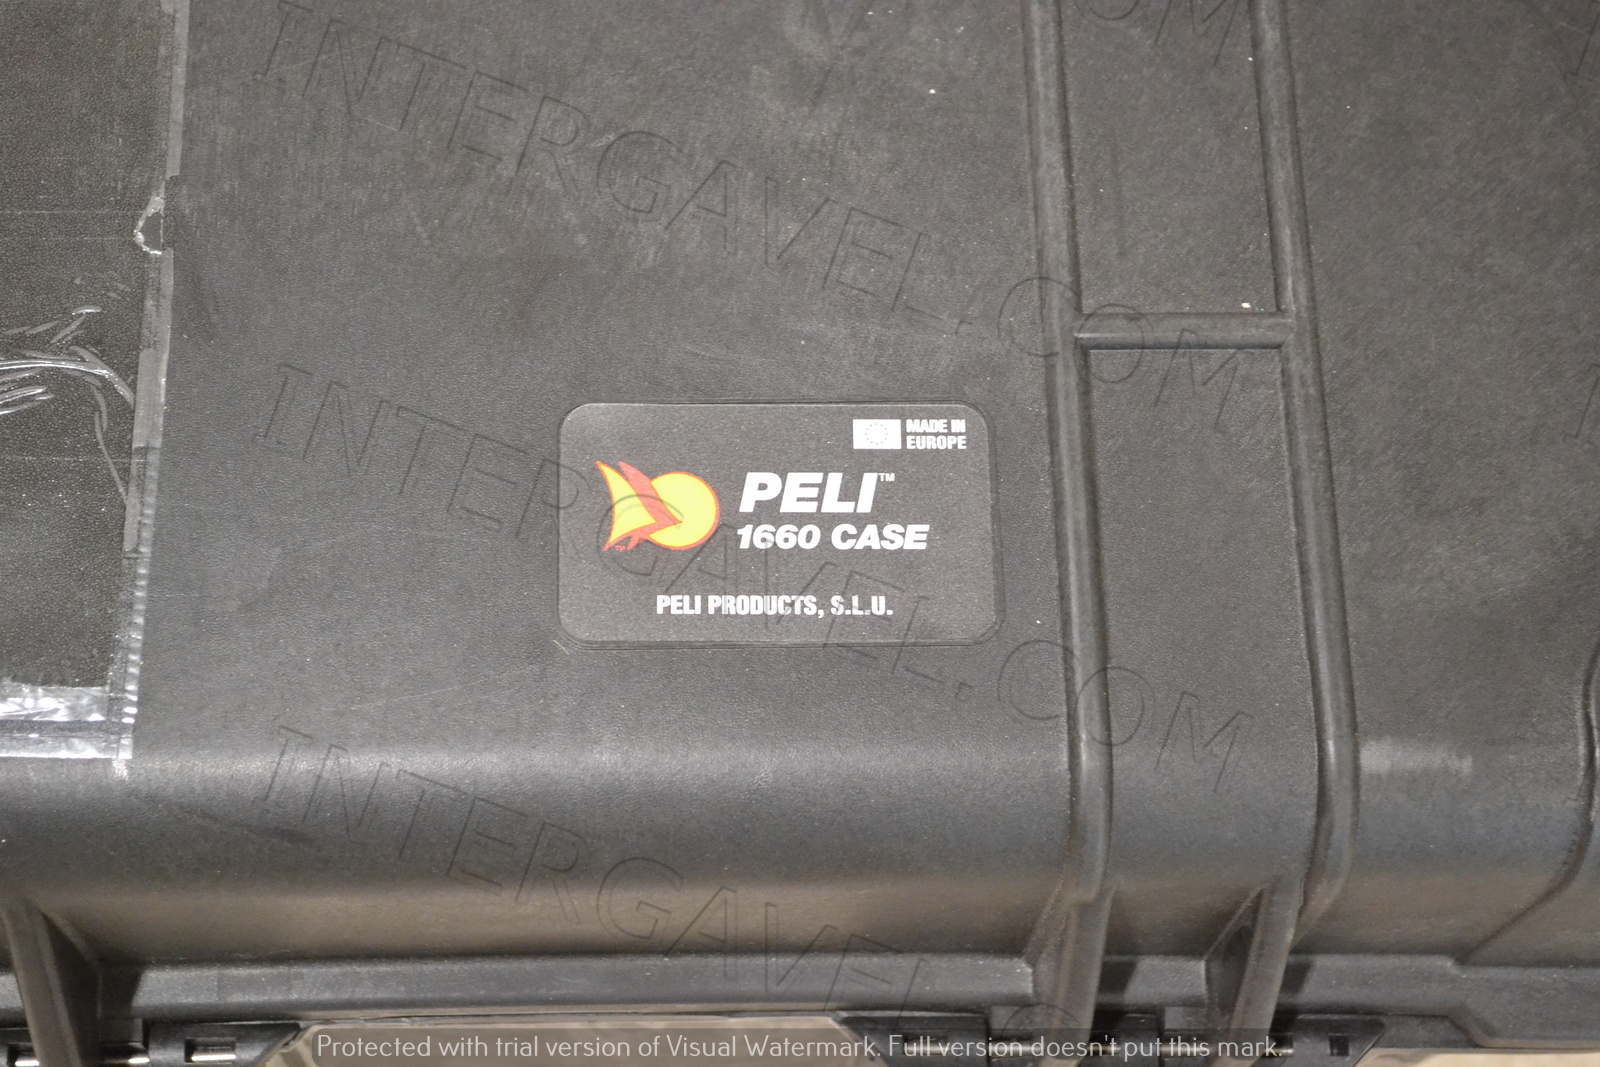 INTERGAVEL.COM
MADE IN
EUROPE
PELI™
1660 CASE
PELI PRODUCTS, S.L.U.
INTERGAVEL.COM
INTERGAVEL.CO
Protected with trial version of Visual Watermark. Full version doesn't put this mark.